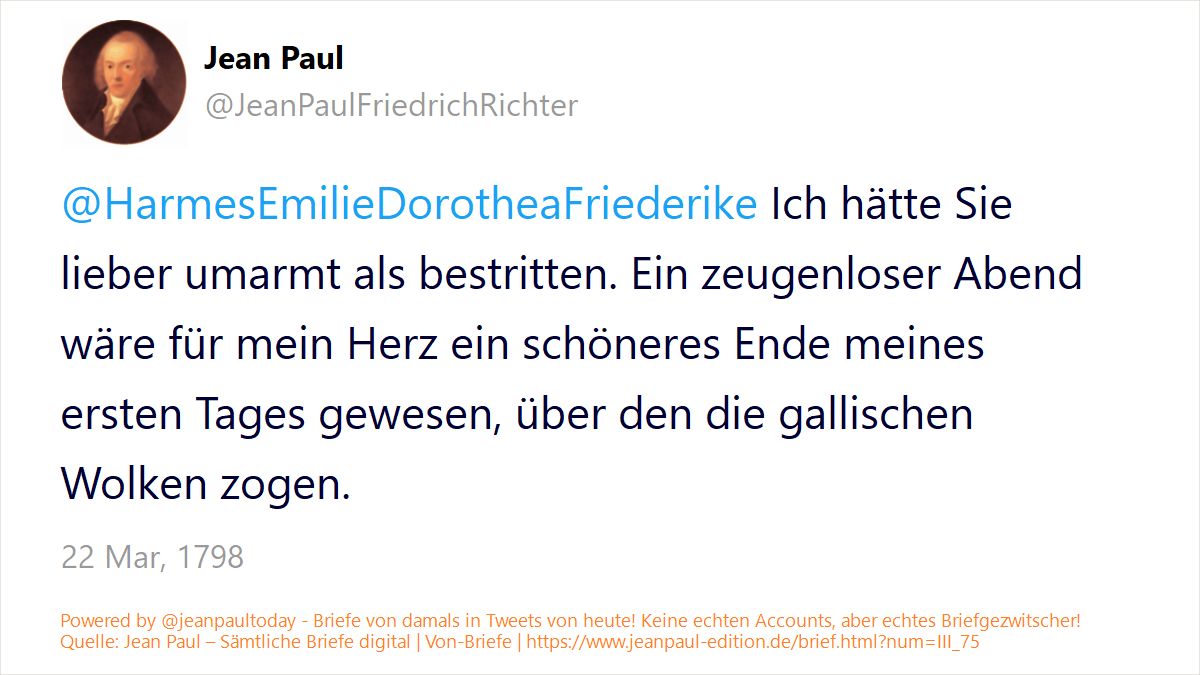 Jean Paul
@JeanPaulFriedrichRichter
@HarmesEmilieDorotheaFriederike Ich hätte Sie
lieber umarmt als bestritten. Ein zeugenloser Abend
wäre für mein Herz ein schöneres Ende meines
ersten Tages gewesen, über den die gallischen
Wolken zogen.
22 Mar, 1798
Powered by @jeanpaultoday - Briefe von damals in Tweets von heute! Keine echten Accounts, aber echtes Briefgezwitscher!
Quelle: Jean Paul – Sämtliche Briefe digital | Von-Briefe | https://www.jeanpaul-edition.de/brief.html?num=III_75